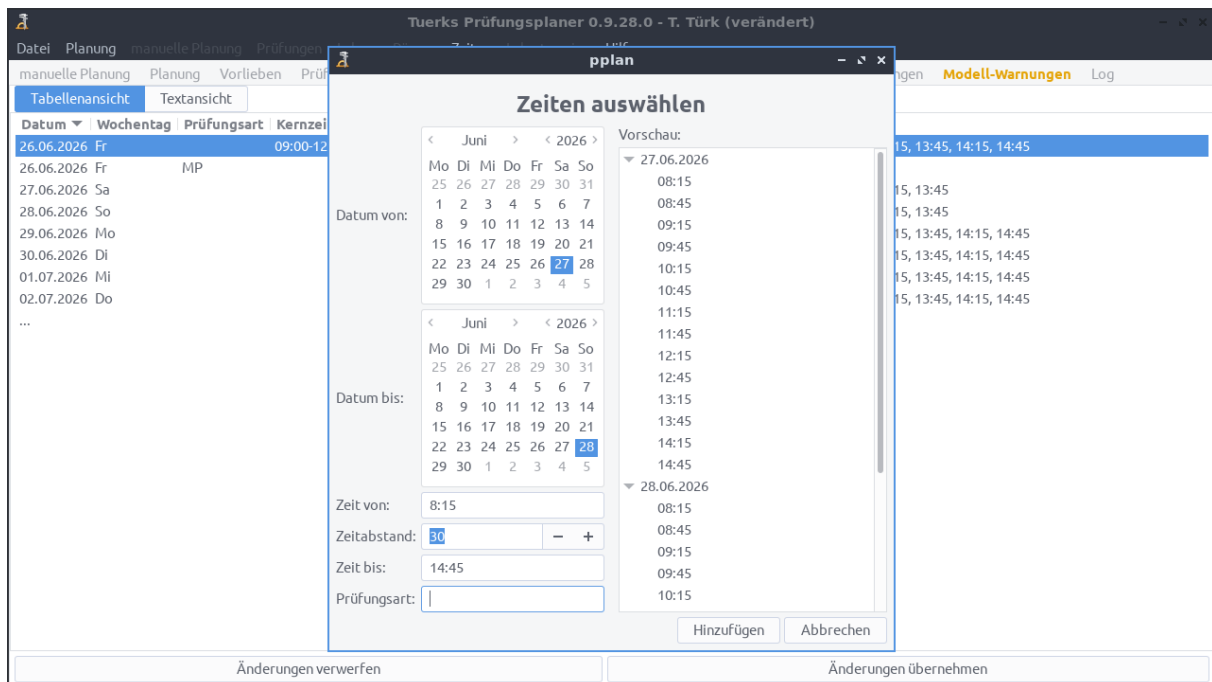 Tuerks Prüfungsplaner 0.9.28.0 - T. Türk (verändert)
Datei Planung manuelle Planung Prüfungen
pplan
manuelle Planung Planung Vorlieben Prüf
ngen Modell-Warnungen Log
Tabellenansicht Textansicht
Datum Wochentag Prüfungsart Kernzei
26.06.2026 Fr 09:00-12 15, 13:45, 14:15, 14:45
26.06.2026 Fr MP
27.06.2026 Sa 15, 13:45
28.06.2026 So 15, 13:45
29.06.2026 Mo 15, 13:45, 14:15, 14:45
30.06.2026 Di 15, 13:45, 14:15, 14:45
01.07.2026 Mi 15, 13:45, 14:15, 14:45
02.07.2026 Do 15, 13:45, 14:15, 14:45
...
Zeiten auswählen
Datum von:
< Juni > < 2026 >
Mo Di Mi Do Fr Sa So
25 26 27 28 29 30 31
1 2 3 4 5 6 7
8 9 10 11 12 13 14
15 16 17 18 19 20 21
22 23 24 25 26 27 28
29 30 1 2 3 4 5
Datum bis:
< Juni > < 2026 >
Mo Di Mi Do Fr Sa So
25 26 27 28 29 30 31
1 2 3 4 5 6 7
8 9 10 11 12 13 14
15 16 17 18 19 20 21
22 23 24 25 26 27 28
29 30 1 2 3 4 5
Zeit von: 8:15
Zeitabstand: 30 − +
Zeit bis: 14:45
Prüfungsart:
Vorschau:
27.06.2026
08:15
08:45
09:15
09:45
10:15
10:45
11:15
11:45
12:15
12:45
13:15
13:45
14:15
14:45
28.06.2026
08:15
08:45
09:15
09:45
10:15
Hinzufügen Abbrechen
Änderungen verwerfen Änderungen übernehmen